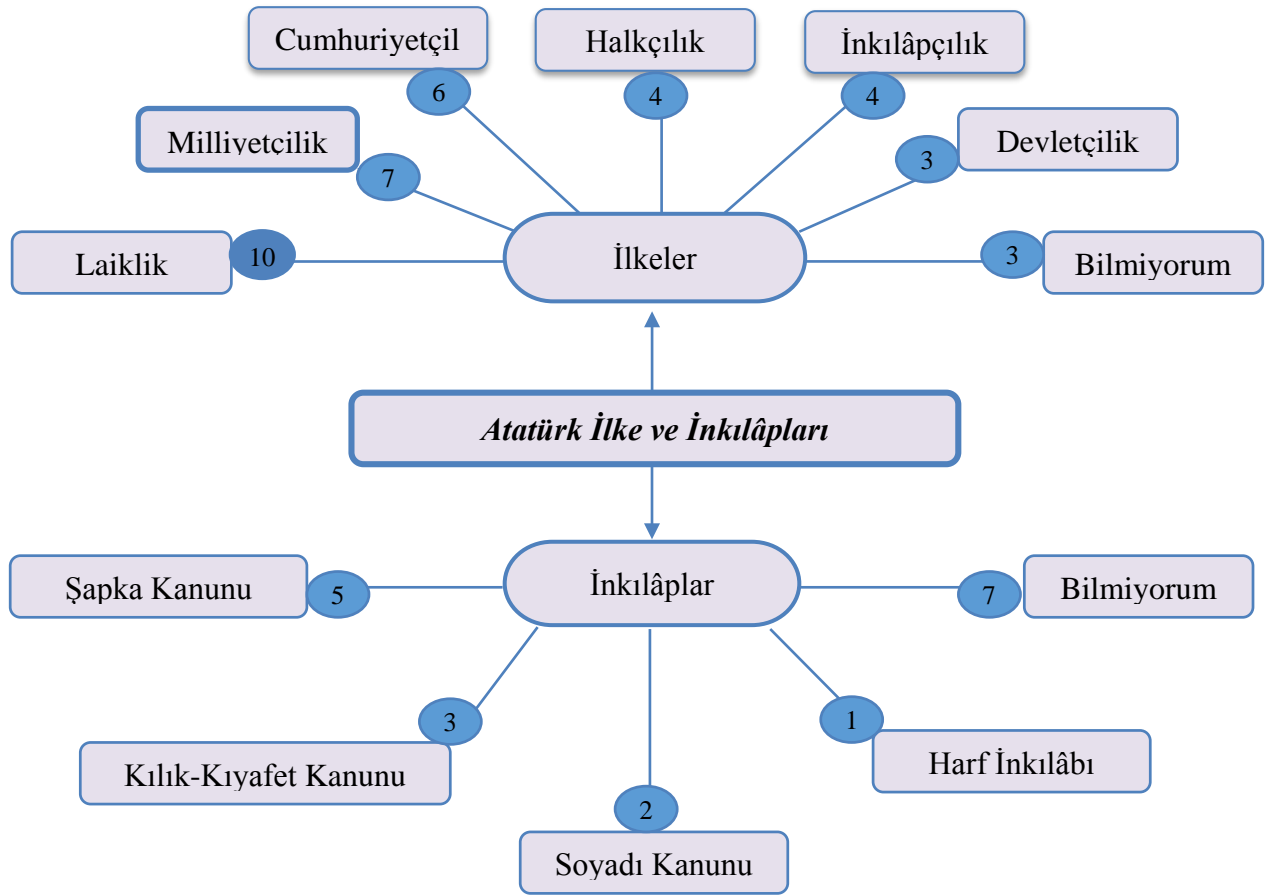 Cumhuriyetçil
Halkçılık
İnkılâpçılık
6
4
4
Milliyetçilik
Devletçilik
7
3
Laiklik
10
İlkeler
3
Bilmiyorum
Atatürk İlke ve İnkılâpları
Şapka Kanunu
5
İnkılâplar
7
Bilmiyorum
3
1
Kılık-Kıyafet Kanunu
Harf İnkılâbı
2
Soyadı Kanunu